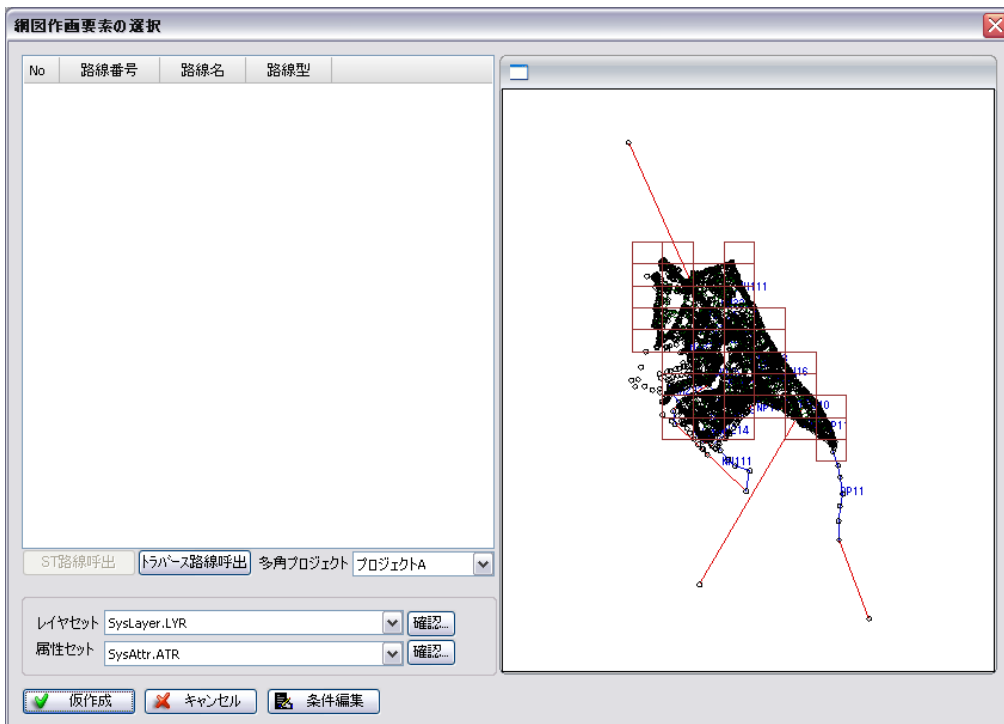 網図作画要素の選択
No 路線番号 路線名 路線型
ST路線呼出 トラバース路線呼出 多角プロジェクト プロジェクトA
レイヤセット SysLayer.LYR 確認...
属性セット SysAttr.ATR 確認...
仮作成 キャンセル 条件編集